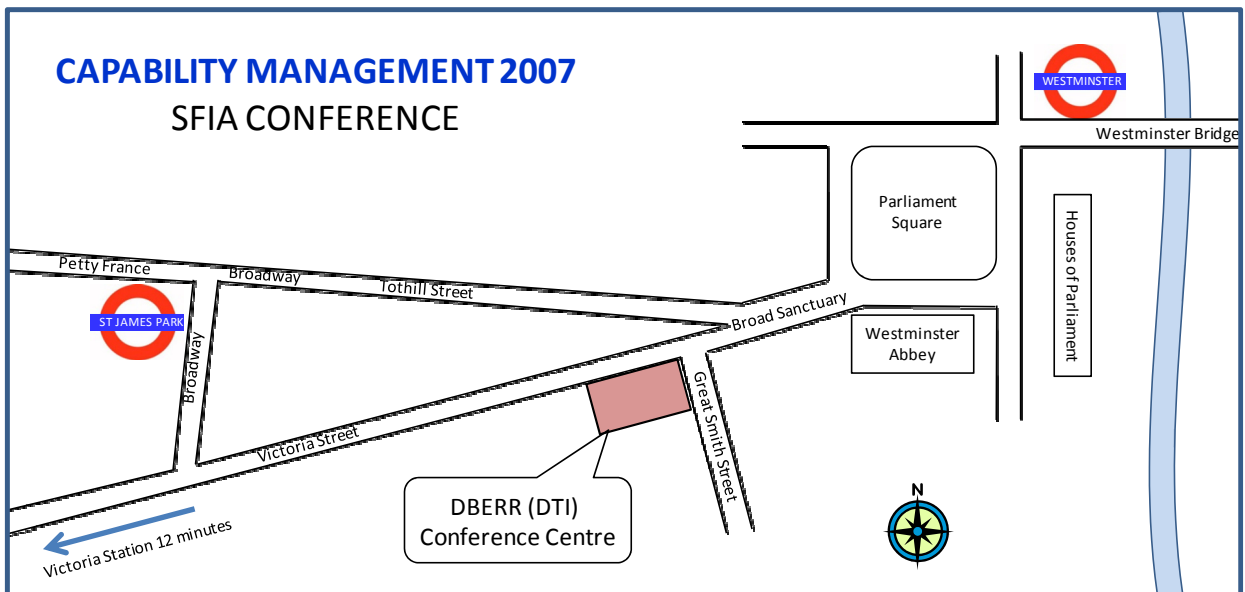 CAPABILITY MANAGEMENT 2007
SFIA CONFERENCE
WESTMINSTER
Westminster Bridge
Parliament
Square
Houses of Parliament
Petty France
Broadway
Tothill Street
Broad Sanctuary
ST JAMES PARK
Broadway
Westminster
Abbey
Great Smith Street
Victoria Street
DBERR (DTI)
Conference Centre
N
Victoria Station 12 minutes